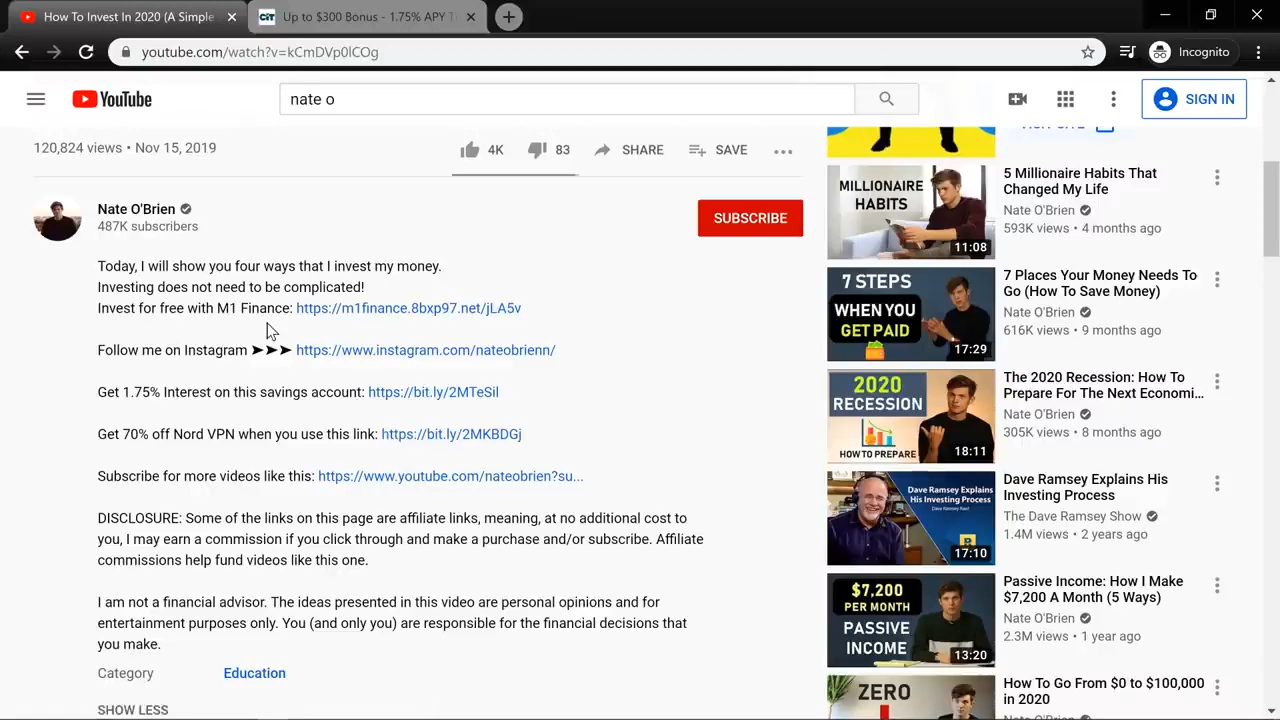 How To Invest In 2020 (A Simple
CIT Up to $300 Bonus - 1.75% APY T
youtube.com/watch?v=kCmDVp0lCOg
Incognito
YouTube
nate o
SIGN IN
120,824 views • Nov 15, 2019
4K
83
SHARE
SAVE
Nate O'Brien
487K subscribers
SUBSCRIBE
Today, I will show you four ways that I invest my money.
Investing does not need to be complicated!
Invest for free with M1 Finance: https://m1finance.8bxp97.net/jLA5v
Follow me on Instagram ➤➤➤ https://www.instagram.com/nateobrienn/
Get 1.75% Interest on this savings account: https://bit.ly/2MTeSil
Get 70% off Nord VPN when you use this link: https://bit.ly/2MKBDGj
Subscribe for more videos like this: https://www.youtube.com/nateobrien?su...
DISCLOSURE: Some of the links on this page are affiliate links, meaning, at no additional cost to
you, I may earn a commission if you click through and make a purchase and/or subscribe. Affiliate
commissions help fund videos like this one.
I am not a financial advisor. The ideas presented in this video are personal opinions and for
entertainment purposes only. You (and only you) are responsible for the financial decisions that
you make.
Category
Education
SHOW LESS
MILLIONAIRE
HABITS
11:08
5 Millionaire Habits That
Changed My Life
Nate O'Brien
593K views • 4 months ago
7 STEPS
WHEN YOU
GET PAID
17:29
7 Places Your Money Needs To
Go (How To Save Money)
Nate O'Brien
616K views • 9 months ago
2020
RECESSION
HOW TO PREPARE
18:11
The 2020 Recession: How To
Prepare For The Next Economi...
Nate O'Brien
305K views • 8 months ago
Dave Ramsey Explains
His Investing Process
17:10
Dave Ramsey Explains His
Investing Process
The Dave Ramsey Show
1.4M views • 2 years ago
$7,200
PER MONTH
PASSIVE
INCOME
13:20
Passive Income: How I Make
$7,200 A Month (5 Ways)
Nate O'Brien
2.3M views • 1 year ago
ZERO
How To Go From $0 to $100,000
in 2020